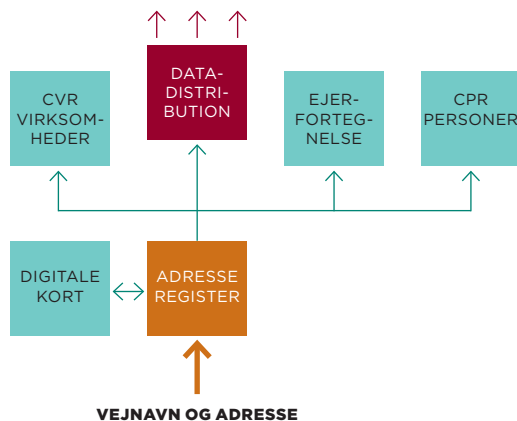 CVR
VIRKSOM-
HEDER
DATA-
DISTRI-
BUTION
EJER-
FORTEG-
NELSE
CPR
PERSONER
DIGITALE
KORT
ADRESSE
REGISTER
VEJNAVN OG ADRESSE